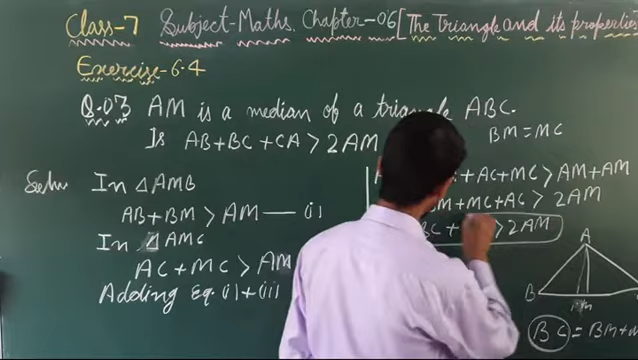 Class-7 Subject-Maths. Chapter-06 [The Triangle and its properties
Exercise-6.4
Q.03 AM is a median of a triangle ABC.
Is AB+BC+CA > 2AM
BM=MC
Soln In △AMB
AB+BM > AM — (i)
In △AMC
AC+MC > AM
Adding Eq (i)+(ii)
+AC+MC > AM+AM
+MC+AC > 2AM
BC+ > 2AM
A
B
M
BC = BM+